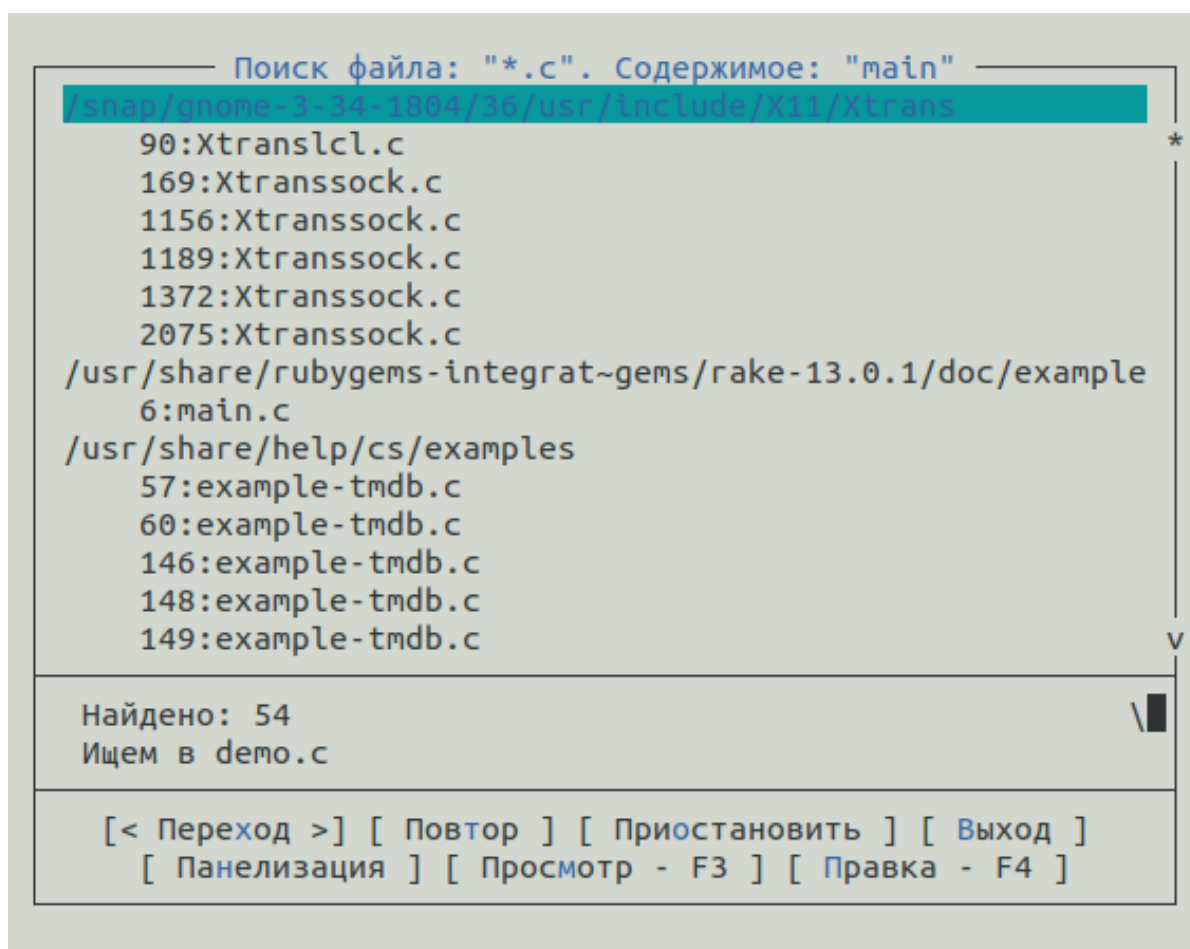 Поиск файла: "*.c". Содержимое: "main"
/snap/gnome-3-34-1804/36/usr/include/X11/Xtrans
90:Xtranslcl.c
169:Xtranssock.c
1156:Xtranssock.c
1189:Xtranssock.c
1372:Xtranssock.c
2075:Xtranssock.c
/usr/share/rubygems-integrat~gems/rake-13.0.1/doc/example
6:main.c
/usr/share/help/cs/examples
57:example-tmdb.c
60:example-tmdb.c
146:example-tmdb.c
148:example-tmdb.c
149:example-tmdb.c
Найдено: 54 \
Ищем в demo.c
[< Переход >] [ Повтор ] [ Приостановить ] [ Выход ]
[ Панелизация ] [ Просмотр - F3 ] [ Правка - F4 ]